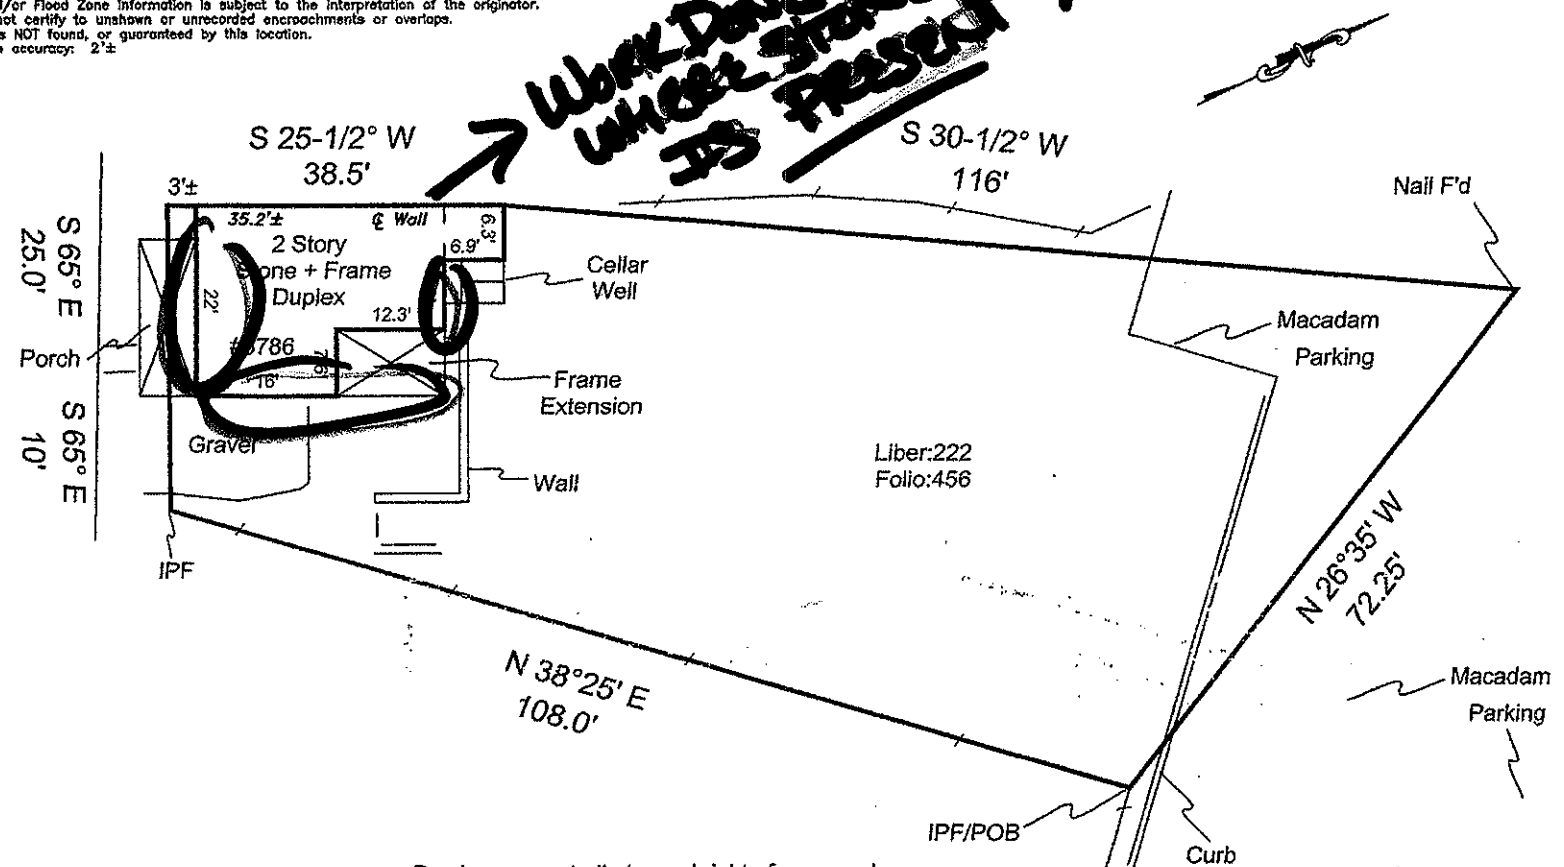 /or Flood Zone Information is subject to the interpretation of the originator.
not certify to unshown or unrecorded encroachments or overlaps.
NOT found, or guaranteed by this location.
accuracy: 2'±
WORK
WHERE
IS PRESENT
S 25-1/2° W
38.5'
S 30-1/2° W
116'
Nail F'd
3'±
35.2'±
℄ Wall
6.3'
6.9'
2 Story
Stone + Frame
Duplex
22'
12.3'
Cellar
Well
S 65° E
25.0'
Porch
16'
Frame
Extension
Macadam
Parking
S 65° E
10'
Gravel
Wall
Liber:222
Folio:456
IPF
N 26°35' W
72.25'
N 38°25' E
108.0'
Macadam
Parking
IPF/POB
Curb